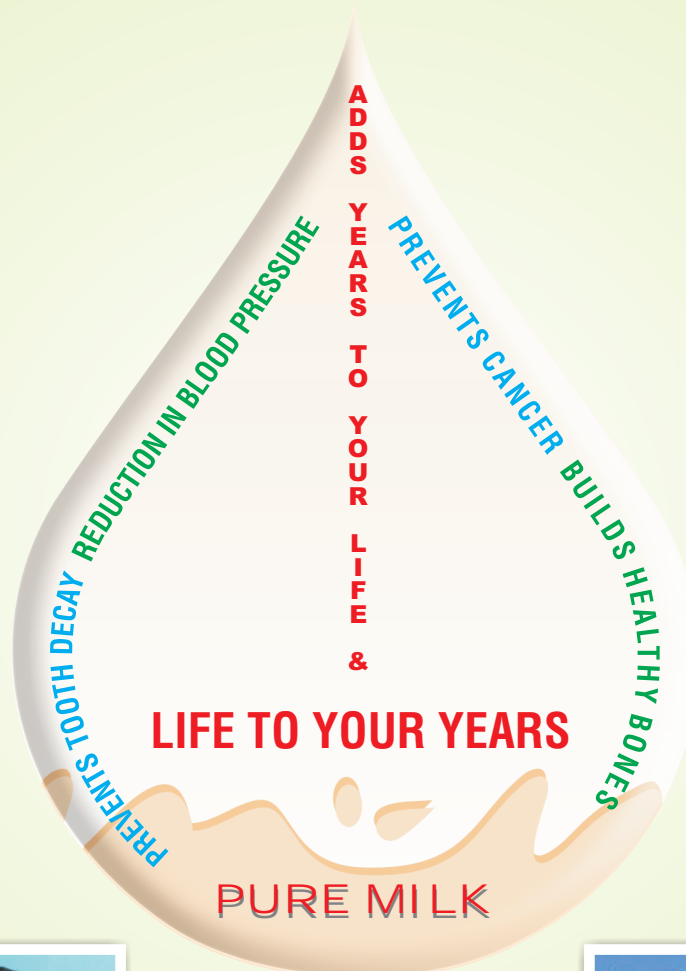 ADDS YEARS TO YOUR LIFE &
LIFE TO YOUR YEARS
PREVENTS TOOTH DECAY REDUCTION IN BLOOD PRESSURE
PREVENTS CANCER BUILDS HEALTHY BONES
PURE MILK